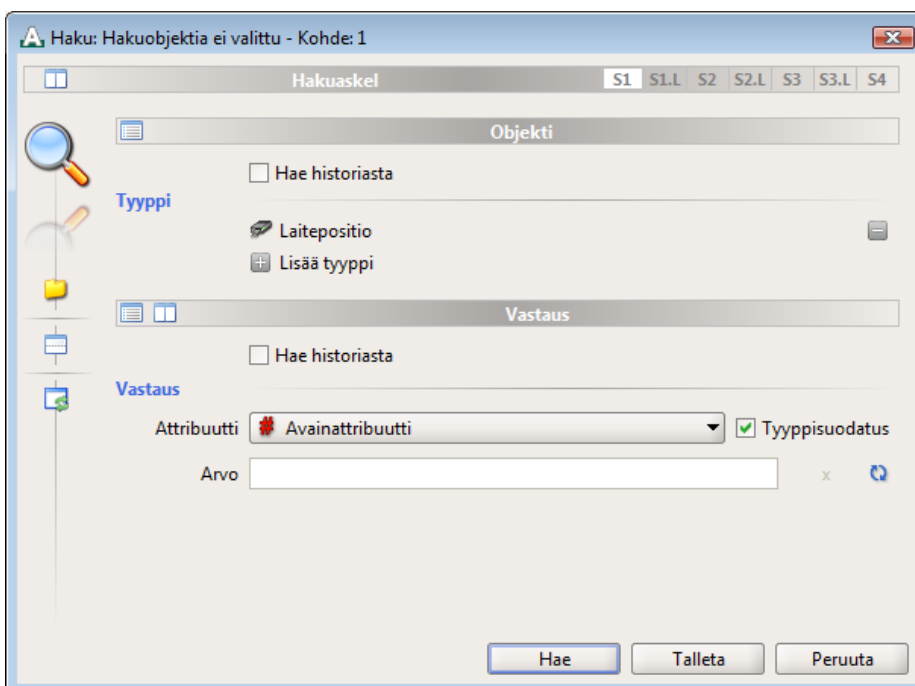 Haku: Hakuobjektia ei valittu - Kohde: 1
Hakuaskel S1 S1.L S2 S2.L S3 S3.L S4
Objekti
Hae historiasta
Tyyppi
Laitepositio
Lisää tyyppi
Vastaus
Hae historiasta
Vastaus
Attribuutti # Avainattribuutti Tyyppisuodatus
Arvo x
Hae Talleta Peruuta